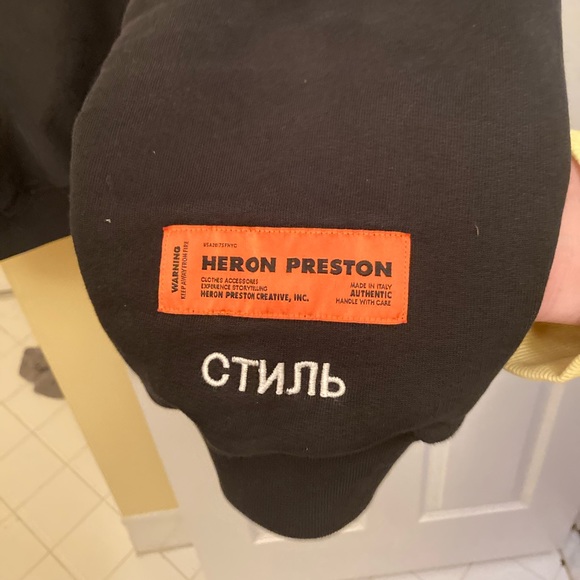 WARNING
KEEP AWAY FROM FIRE
HERON PRESTON
CLOTHES ACCESSORIES
EXPERIENCE STORYTELLING
HERON PRESTON CREATIVE, INC.
MADE IN ITALY
AUTHENTIC
HANDLE WITH CARE
СТИЛЬ